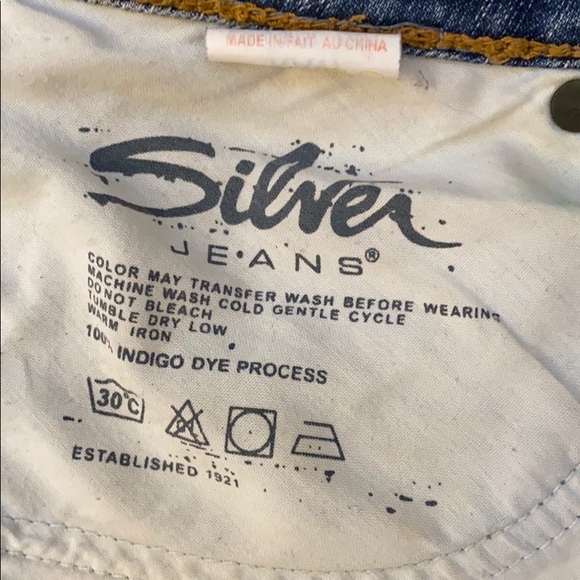 MADE IN/FAIT AU CHINA
Silver
JEANS®
COLOR MAY TRANSFER WASH BEFORE WEARING
MACHINE WASH COLD GENTLE CYCLE
DO NOT BLEACH
TUMBLE DRY LOW
WARM IRON
100% INDIGO DYE PROCESS
30°C
ESTABLISHED 1921